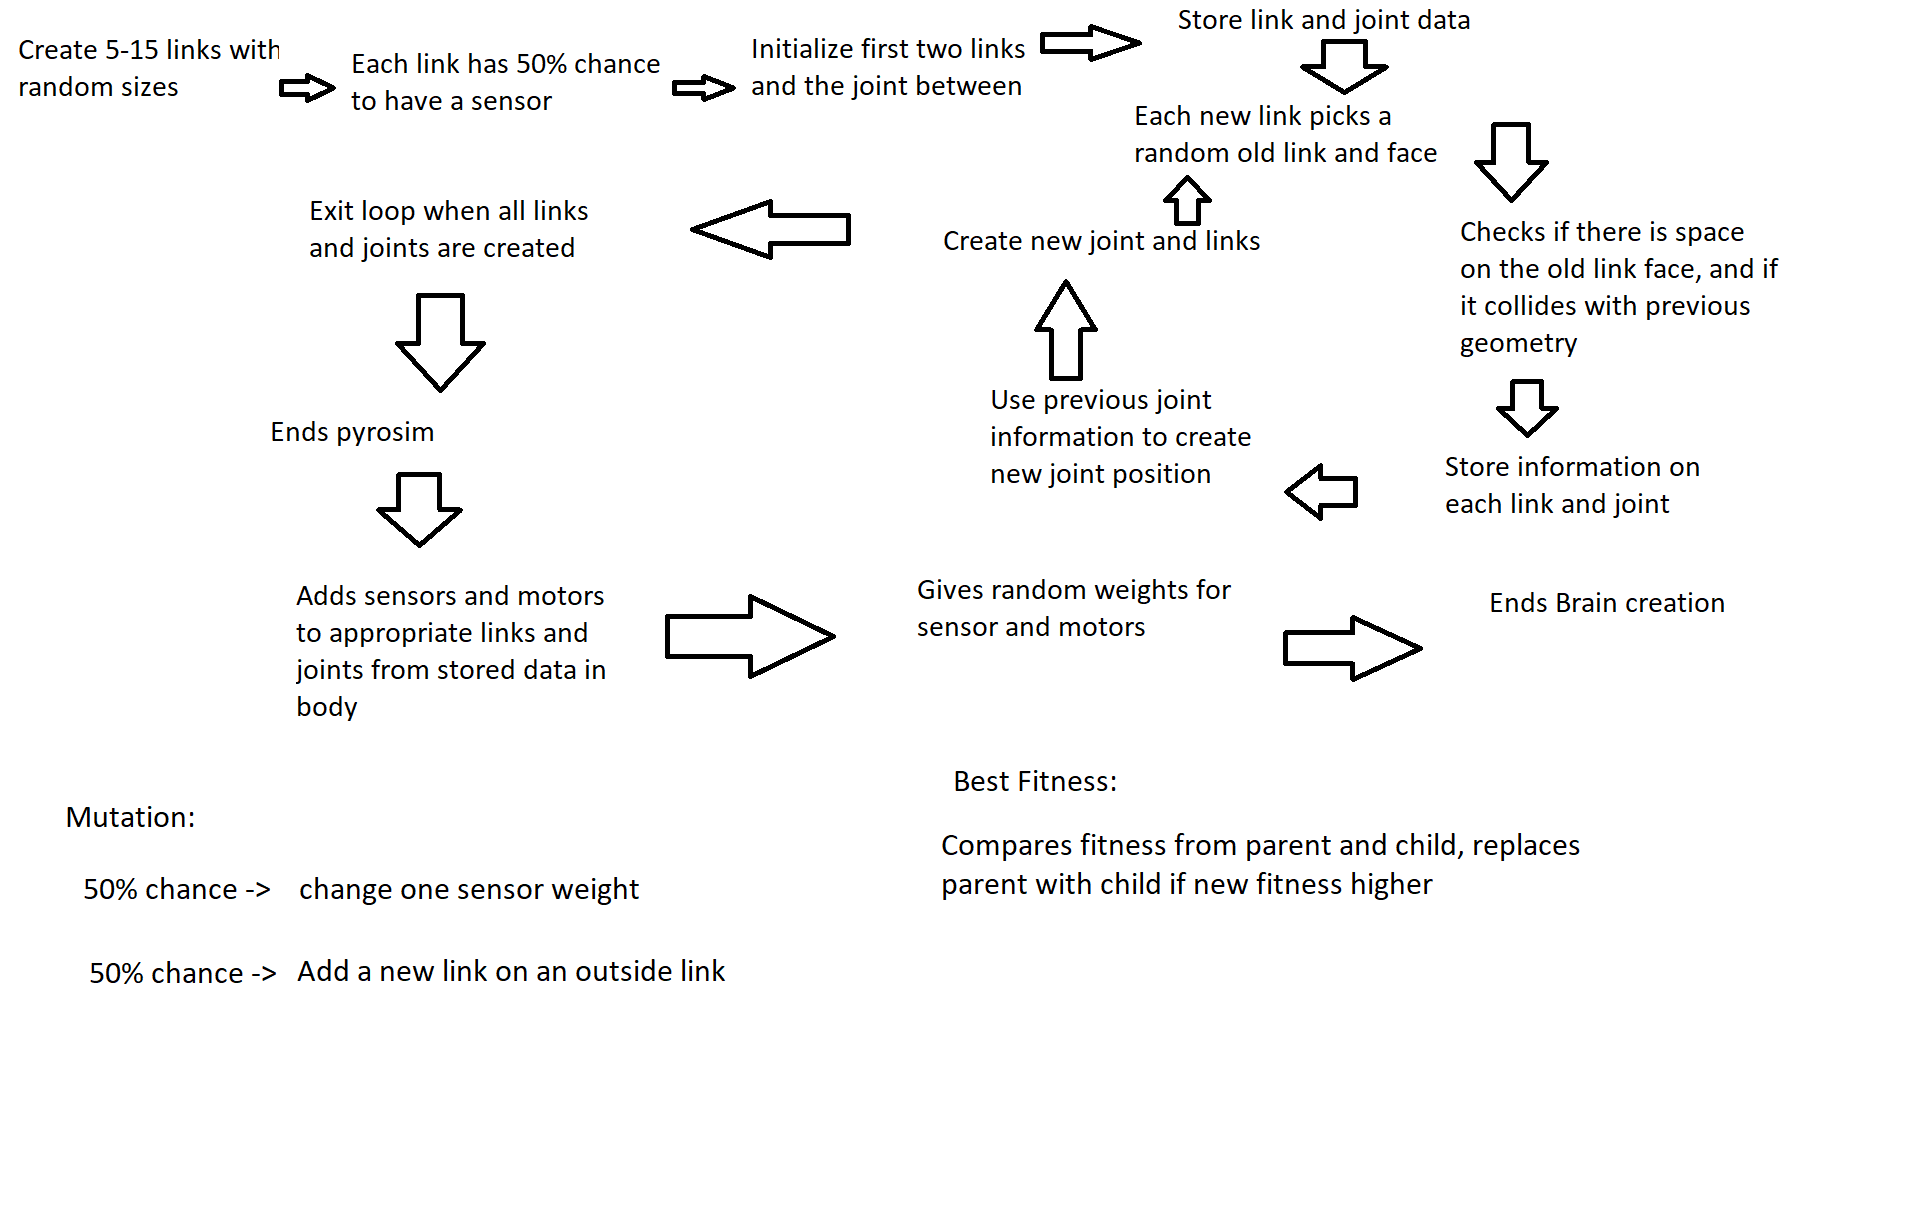 Create 5-15 links with
random sizes
Each link has 50% chance
to have a sensor
Initialize first two links
and the joint between
Store link and joint data
Each new link picks a
random old link and face
Checks if there is space
on the old link face, and if
it collides with previous
geometry
Store information on
each link and joint
Use previous joint
information to create
new joint position
Create new joint and links
Exit loop when all links
and joints are created
Ends pyrosim
Adds sensors and motors
to appropriate links and
joints from stored data in
body
Gives random weights for
sensor and motors
Ends Brain creation
Mutation:
50% chance -> change one sensor weight
50% chance -> Add a new link on an outside link
Best Fitness:
Compares fitness from parent and child, replaces
parent with child if new fitness higher